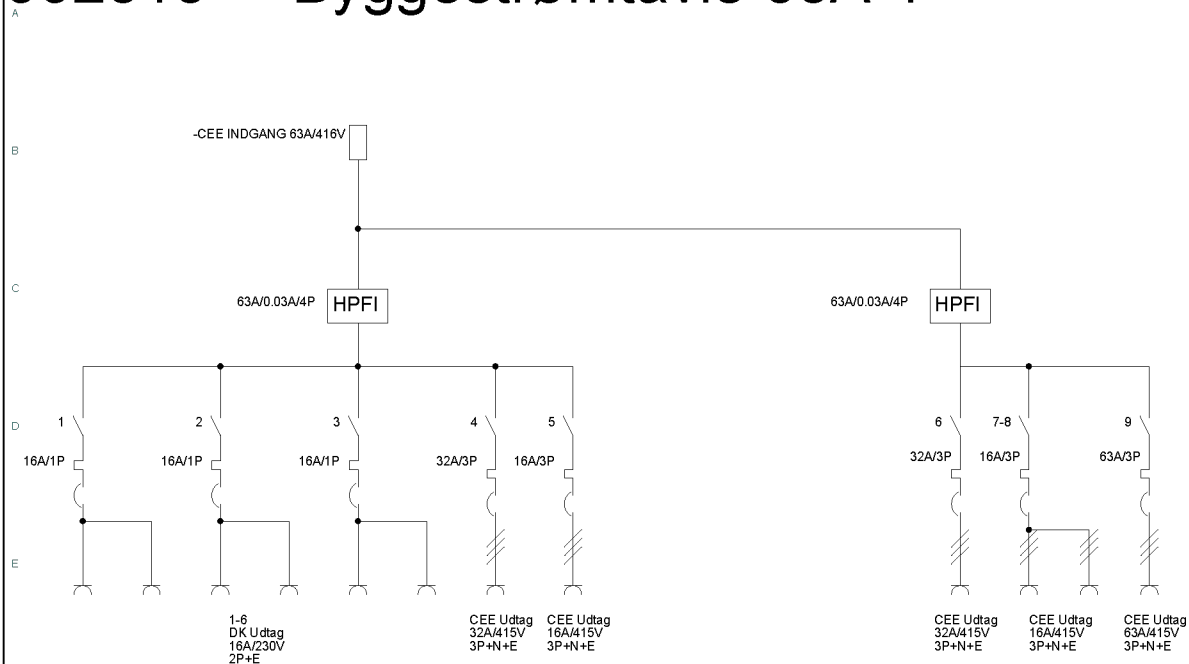 A
-CEE INDGANG 63A/416V
B
C
63A/0.03A/4P HPFI
63A/0.03A/4P HPFI
D
1 2 3 4 5 6 7-8 9
16A/1P 16A/1P 16A/1P 32A/3P 16A/3P 32A/3P 16A/3P 63A/3P
E
1-6
DK Udtag
16A/230V
2P+E
CEE Udtag
32A/415V
3P+N+E
CEE Udtag
16A/415V
3P+N+E
CEE Udtag
32A/415V
3P+N+E
CEE Udtag
16A/415V
3P+N+E
CEE Udtag
63A/415V
3P+N+E